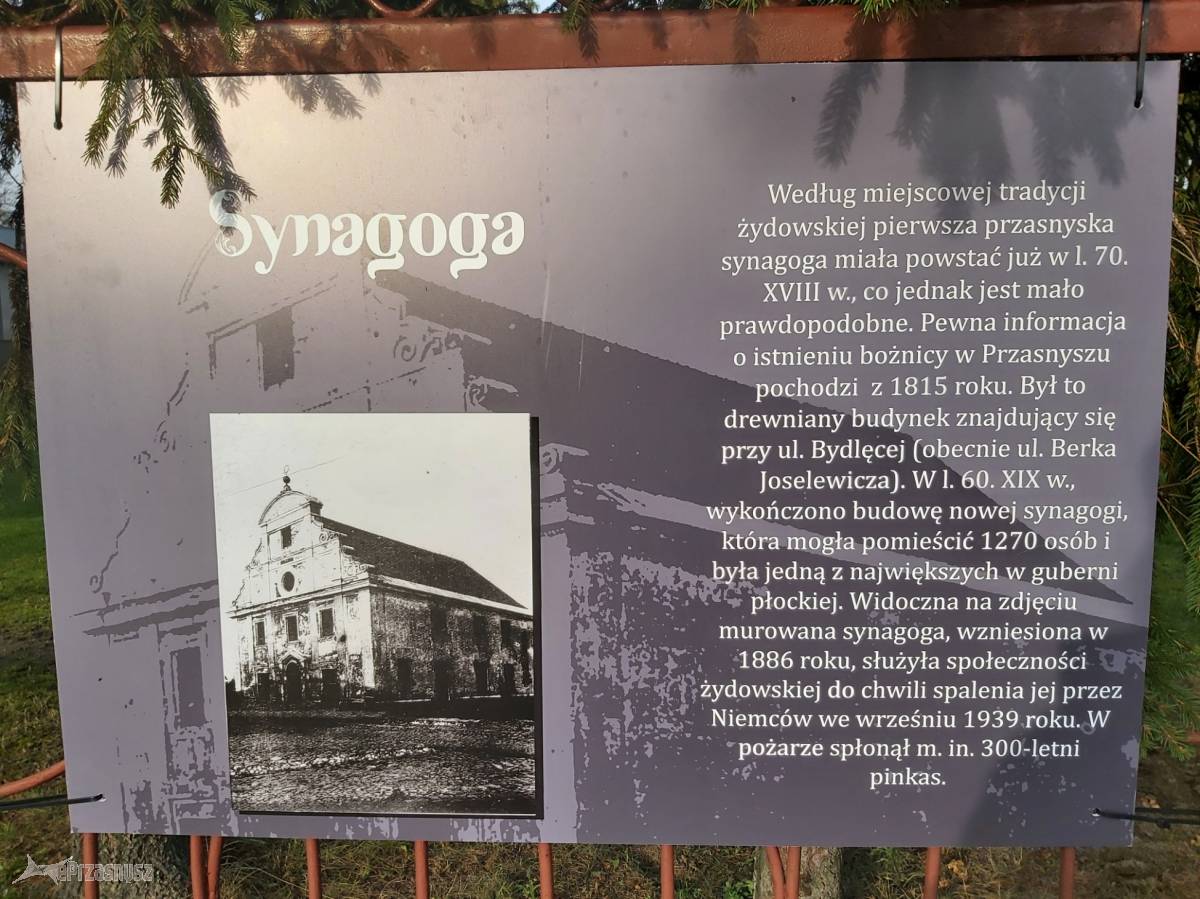 Synagoga
Według miejscowej tradycji
żydowskiej pierwsza przasnyska
synagoga miała powstać już w l. 70.
XVIII w., co jednak jest mało
prawdopodobne. Pewna informacja
o istnieniu bożnicy w Przasnyszu
pochodzi z 1815 roku. Był to
drewniany budynek znajdujący się
przy ul. Bydlęcej (obecnie ul. Berka
Joselewicza). W l. 60. XIX w.,
wykończono budowę nowej synagogi,
która mogła pomieścić 1270 osób i
była jedną z największych w guberni
płockiej. Widoczna na zdjęciu
murowana synagoga, wzniesiona w
1886 roku, służyła społeczności
żydowskiej do chwili spalenia jej przez
Niemców we wrześniu 1939 roku. W
pożarze spłonął m. in. 300-letni
pinkas.
ePrzasnysz